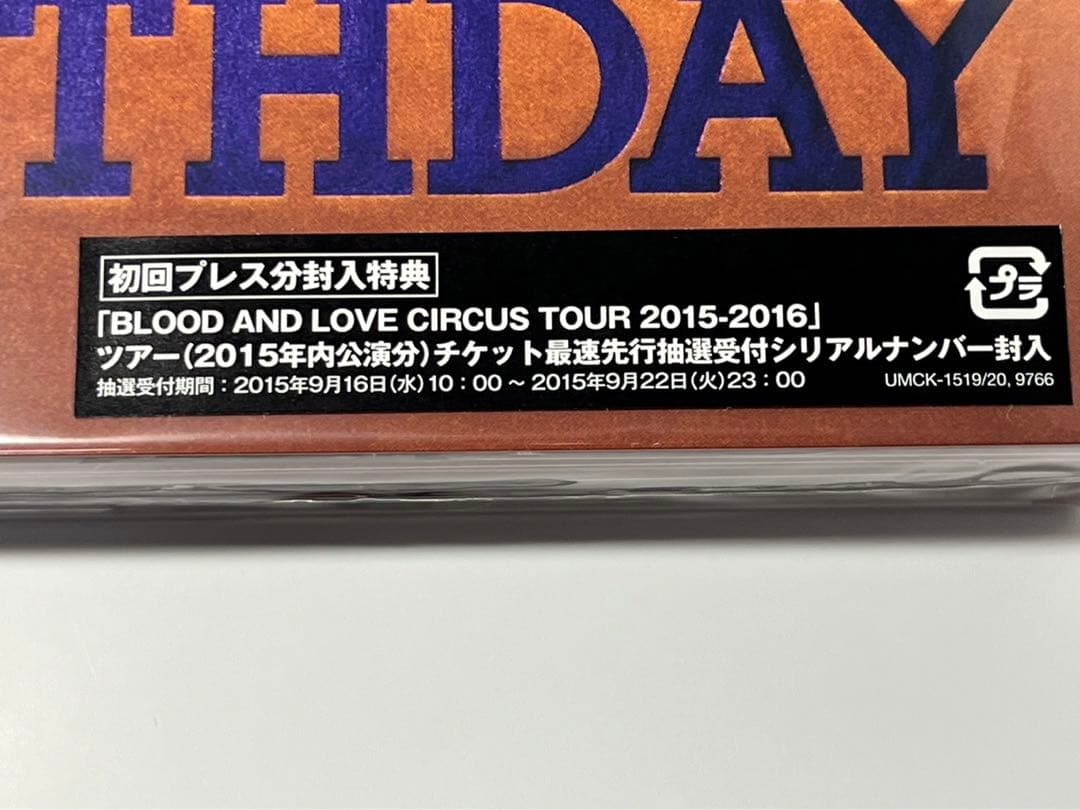 THDAY
初回プレス分封入特典
「BLOOD AND LOVE CIRCUS TOUR 2015-2016」
ツアー(2015年内公演分)チケット最速先行抽選受付シリアルナンバー封入
抽選受付期間：2015年9月16日(水)10：00～2015年9月22日(火)23：00
UMCK-1519/20, 9766
プラ